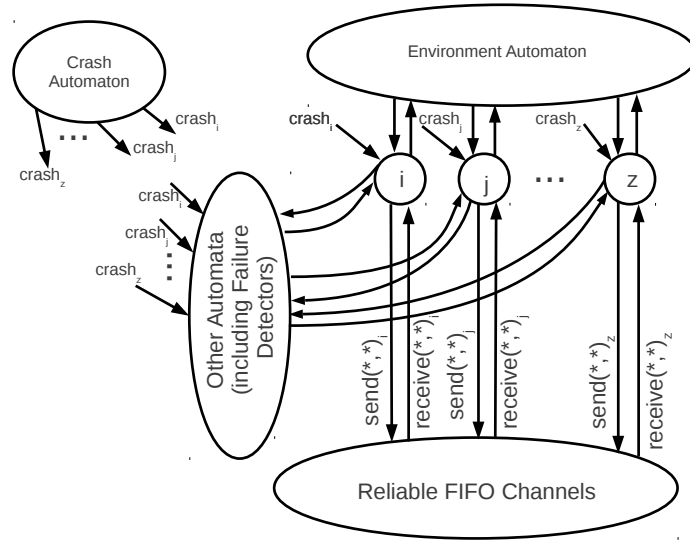 Crash
Automaton
Environment Automaton
crash_i
crash_j
crash_z
crash_i
crash_j
crash_z
i
j
...
z
...
crash_i
crash_j
crash_z
...
Other Automata
(including Failure
Detectors)
send(*,*)_i
receive(*,*)_i
send(*,*)_j
receive(*,*)_j
send(*,*)_z
receive(*,*)_z
Reliable FIFO Channels